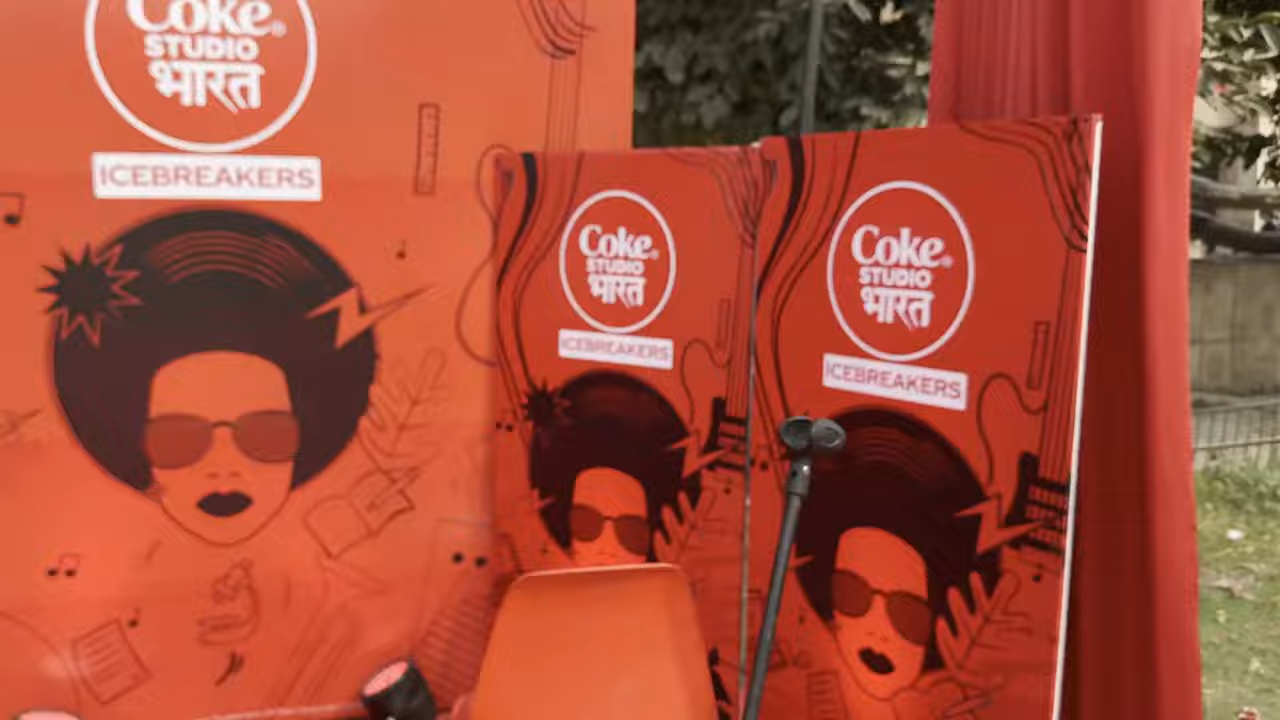 Coke
STUDIO
भारत
ICEBREAKERS
Coke
STUDIO
भारत
ICEBREAKERS
Coke
STUDIO
भारत
ICEBREAKERS